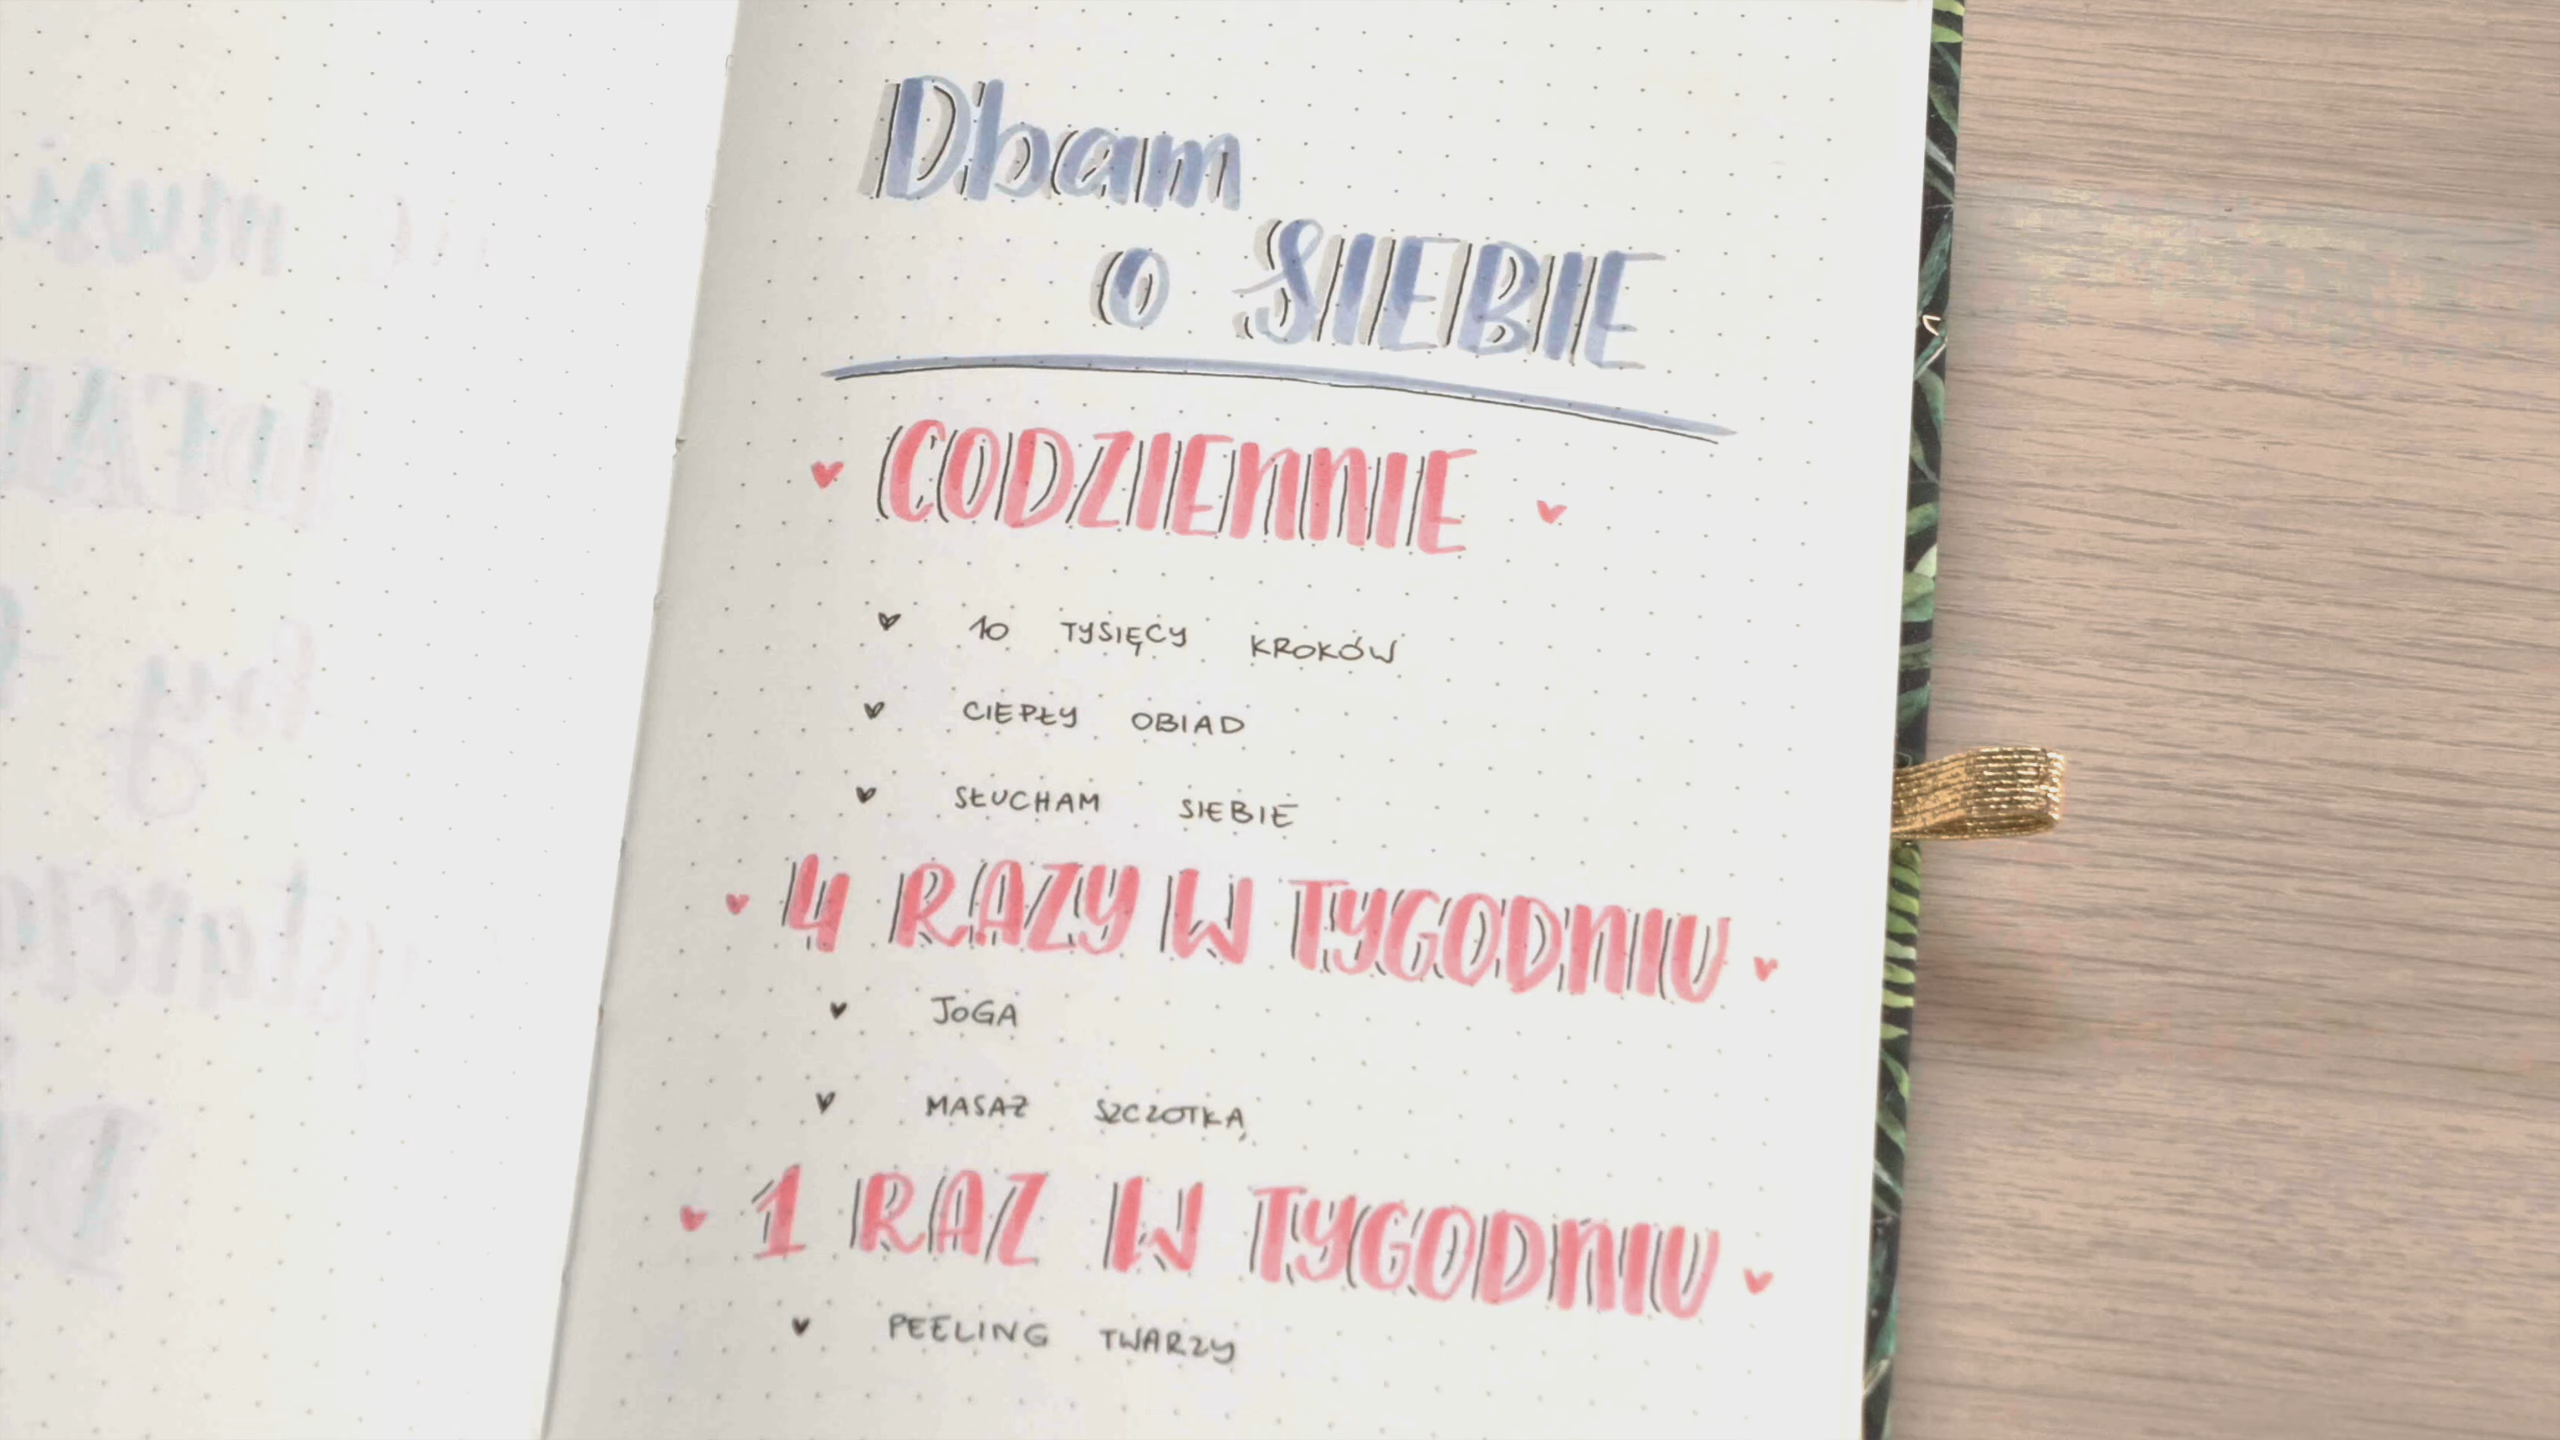 Dbam
o SIEBIE
CODZIENNIE
10 TYSIĘCY KROKÓW
CIEPŁY OBIAD
SŁUCHAM SIEBIE
4 RAZY W TYGODNIU
JOGA
MASAŻ SZCZOTKĄ
1 RAZ W TYGODNIU
PEELING TWARZY